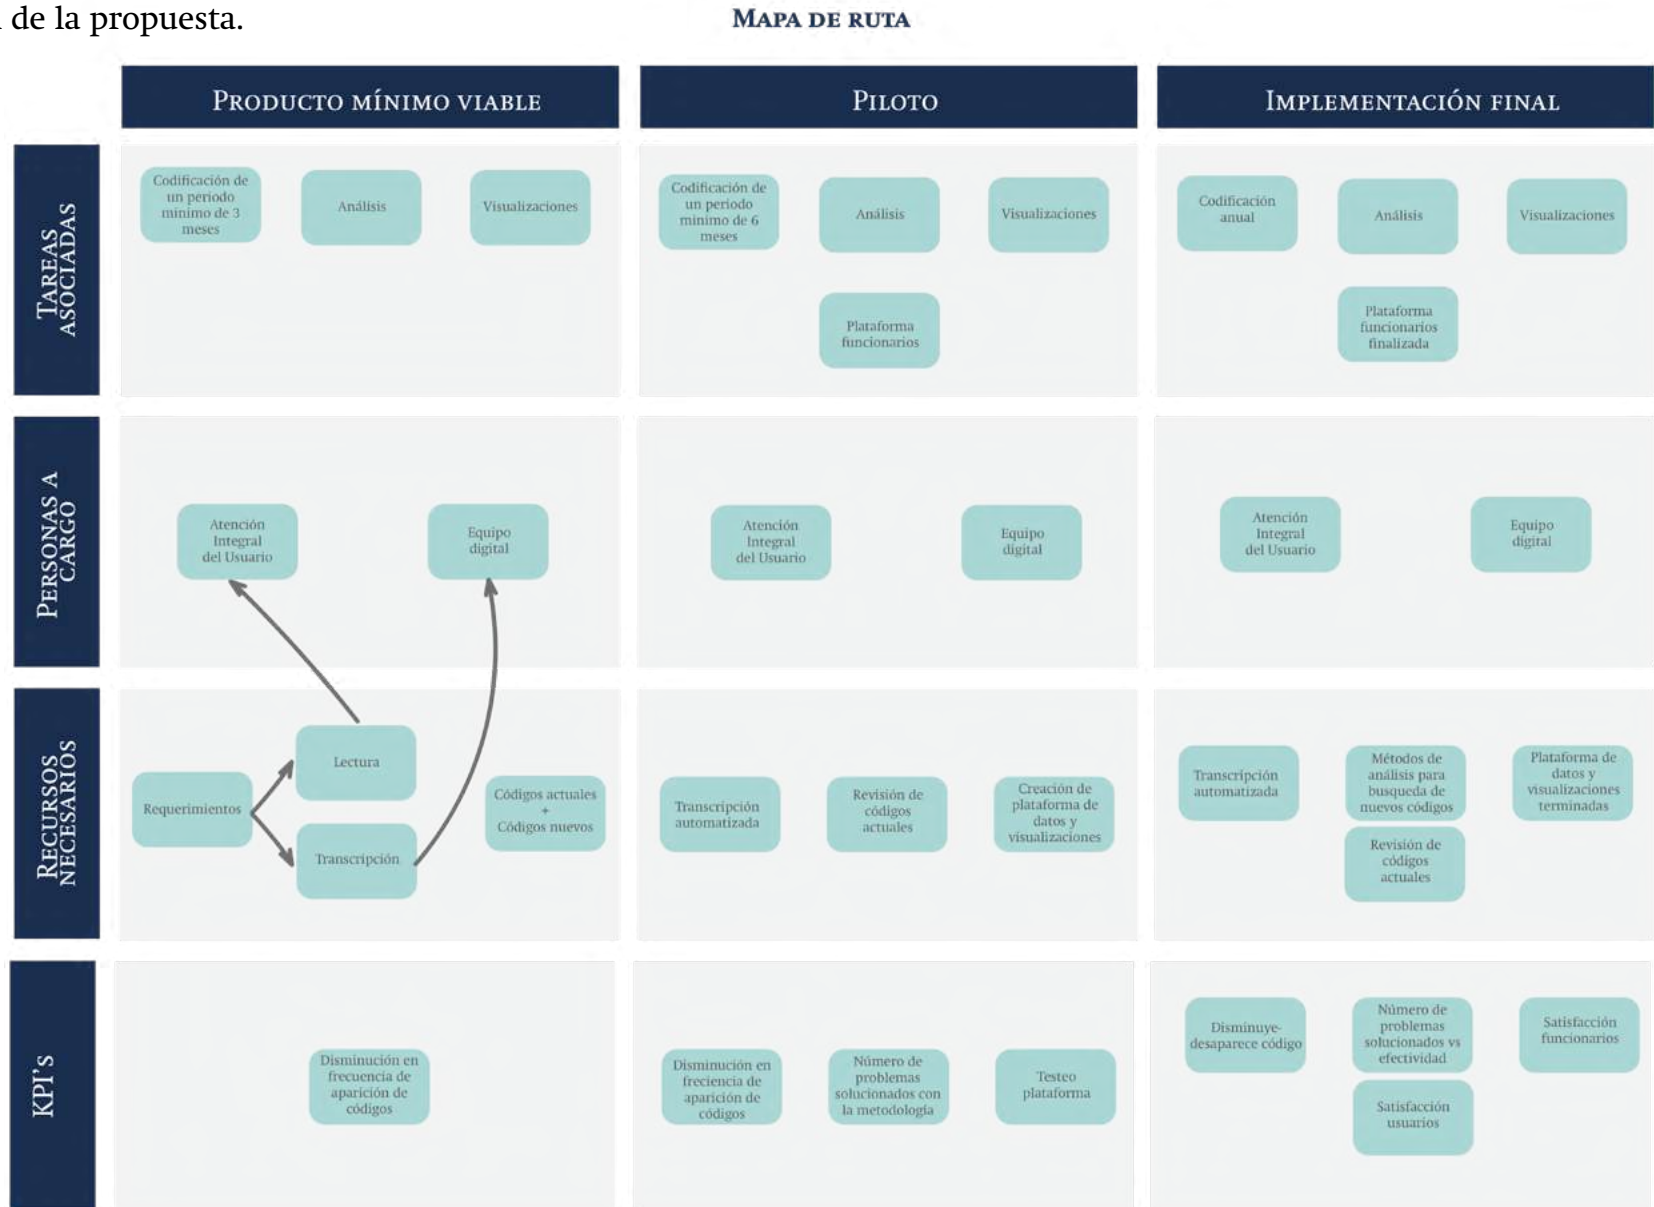 de la propuesta.
MAPA DE RUTA
PRODUCTO MÍNIMO VIABLE
PILOTO
IMPLEMENTACIÓN FINAL
TAREAS
ASOCIADAS
Codificación de
un periodo
mínimo de 3
meses
Análisis
Visualizaciones
Codificación de
un periodo
mínimo de 6
meses
Análisis
Visualizaciones
Plataforma
funcionarios
Codificación
anual
Análisis
Visualizaciones
Plataforma
funcionarios
finalizada
PERSONAS A
CARGO
Atención
Integral
del Usuario
Equipo
digital
Atención
Integral
del Usuario
Equipo
digital
Atención
Integral
del Usuario
Equipo
digital
RECURSOS
NECESARIOS
Requerimientos
Lectura
Transcripción
Códigos actuales
+
Códigos nuevos
Transcripción
automatizada
Revisión de
códigos
actuales
Creación de
plataforma de
datos y
visualizaciones
Transcripción
automatizada
Métodos de
análisis para
busqueda de
nuevos códigos
Plataforma de
datos y
visualizaciones
terminadas
Revisión de
códigos
actuales
KPI's
Disminución en
frecuencia de
aparición de
códigos
Disminución en
freciencia de
aparición de
códigos
Número de
problemas
solucionados con
la metodología
Testeo
plataforma
Disminuye-
desaparece código
Número de
problemas
solucionados vs
efectividad
Satisfacción
funcionarios
Satisfacción
usuarios